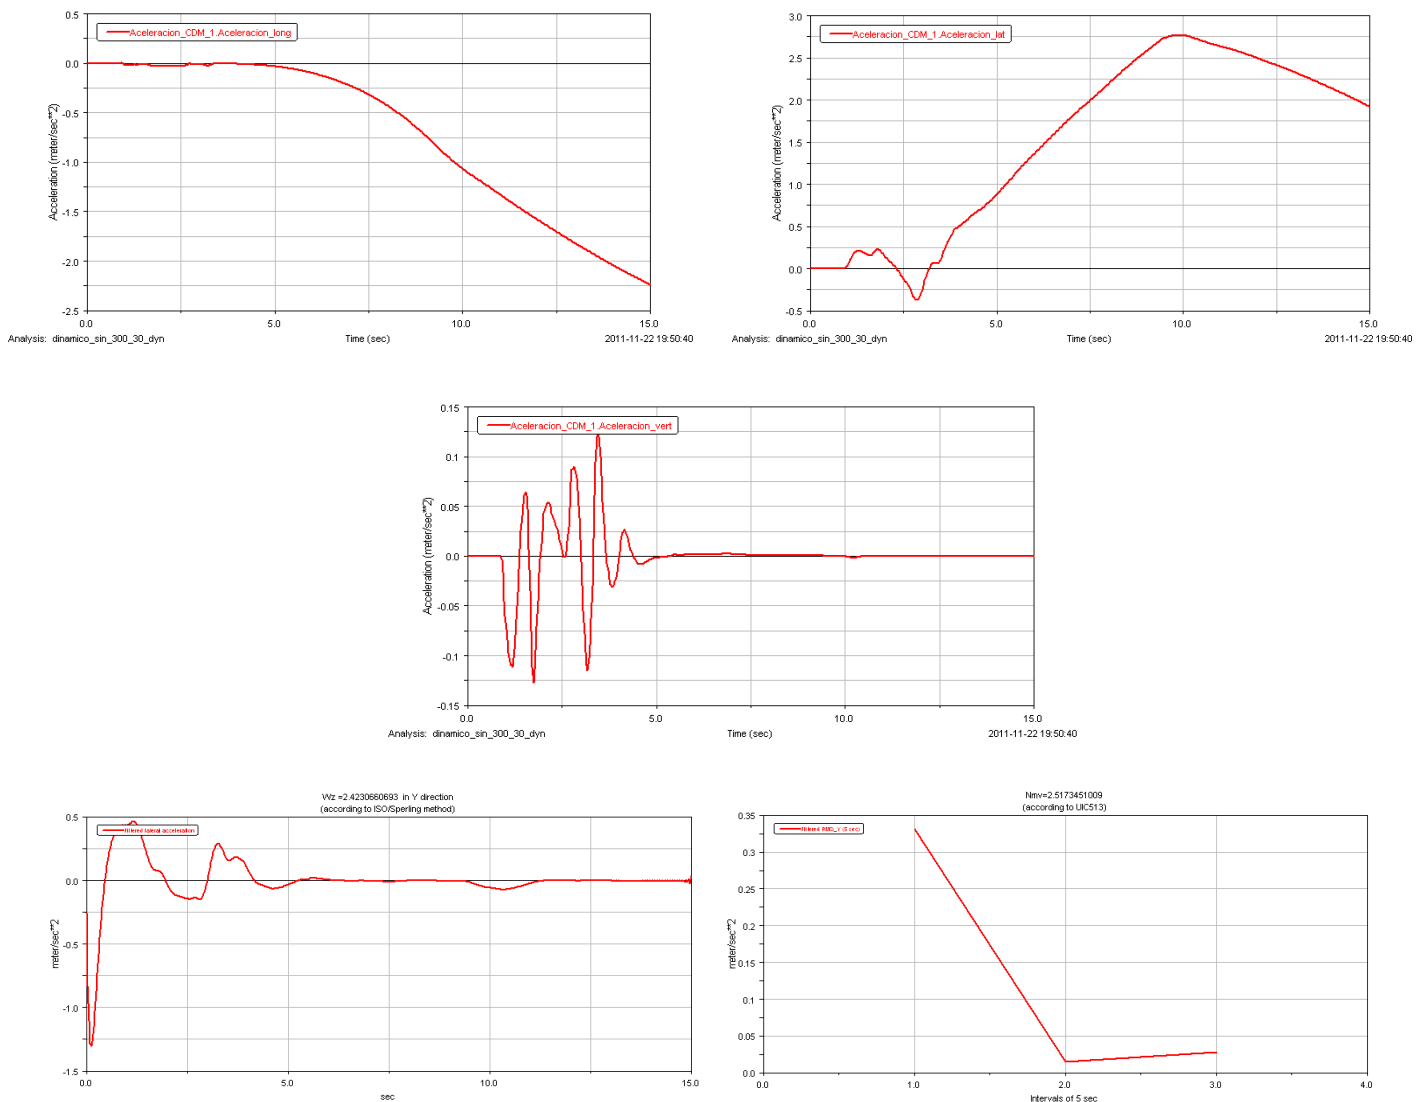 Aceleracion_CDM_1.Aceleracion_long
Acceleration (meter/sec**2)
0.5
0.0
-0.5
-1.0
-1.5
-2.0
-2.5
0.0 5.0 10.0 15.0
Analysis: dinamico_sin_300_30_dyn Time (sec) 2011-11-22 19:50:40
Aceleracion_CDM_1.Aceleracion_lat
Acceleration (meter/sec**2)
3.0
2.5
2.0
1.5
1.0
0.5
0.0
-0.5
0.0 5.0 10.0 15.0
Analysis: dinamico_sin_300_30_dyn Time (sec) 2011-11-22 19:50:40
Aceleracion_CDM_1.Aceleracion_vert
Acceleration (meter/sec**2)
0.15
0.1
0.05
0.0
-0.05
-0.1
-0.15
0.0 5.0 10.0 15.0
Analysis: dinamico_sin_300_30_dyn Time (sec) 2011-11-22 19:50:40
Wz =2.4230660693 in Y direction
(according to ISO/Sperling method)
filtered lateral acceleration
meter/sec**2
0.5
0.0
-0.5
-1.0
-1.5
0.0 5.0 10.0 15.0
sec
Nmv=2.5173451009
(according to UIC513)
filtered RMS_Y (5 sec)
meter/sec**2
0.35
0.3
0.25
0.2
0.15
0.1
0.05
0.0
0.0 1.0 2.0 3.0 4.0
Intervals of 5 sec